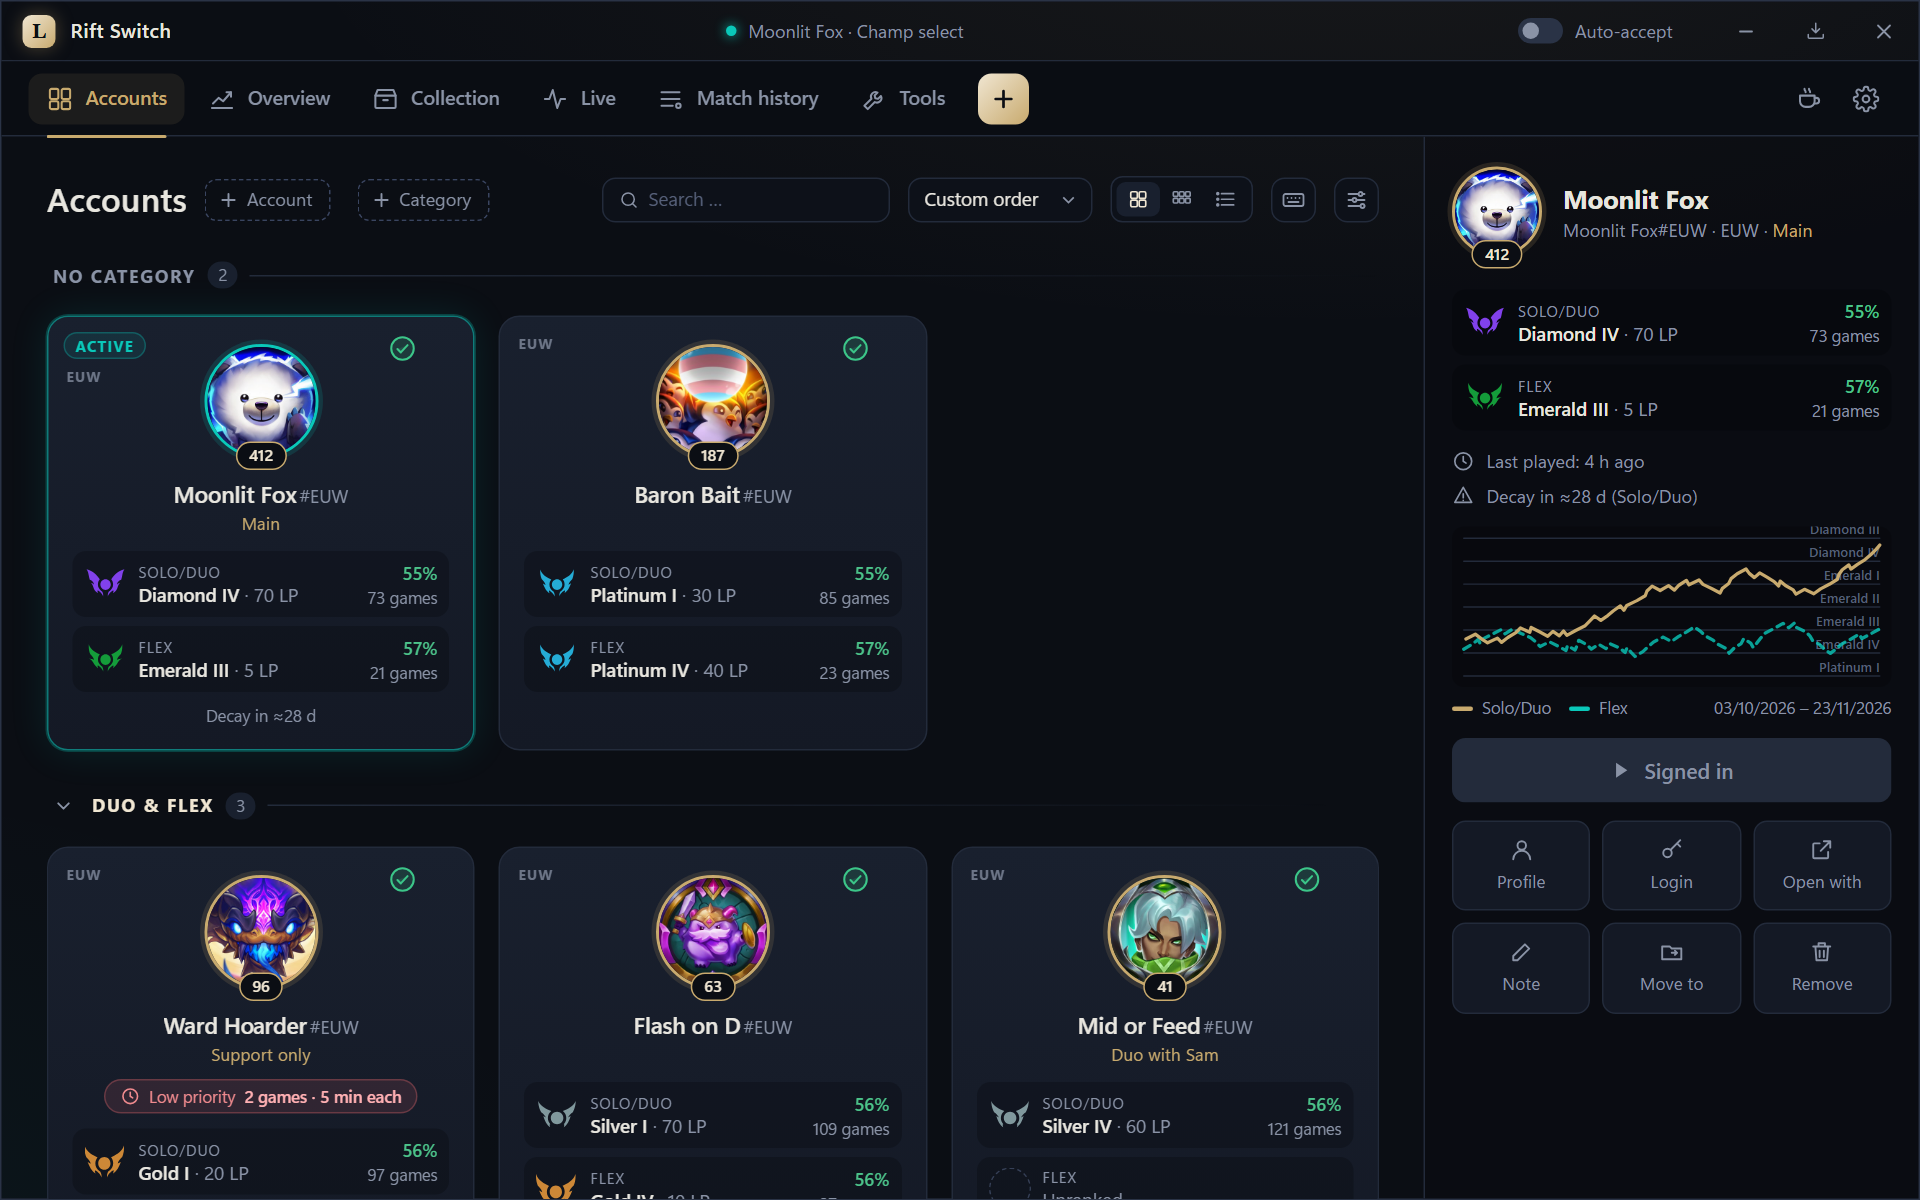 L Rift Switch
Moonlit Fox · Champ select
Auto-accept
Accounts
Overview
Collection
Live
Match history
Tools
Accounts
Account
Category
Search ...
Custom order
NO CATEGORY 2
ACTIVE
EUW
412
Moonlit Fox #EUW
Main
SOLO/DUO
55%
Diamond IV · 70 LP
73 games
FLEX
57%
Emerald III · 5 LP
21 games
Decay in ≈28 d
EUW
187
Baron Bait #EUW
SOLO/DUO
55%
Platinum I · 30 LP
85 games
FLEX
57%
Platinum IV · 40 LP
23 games
DUO & FLEX 3
EUW
96
Ward Hoarder #EUW
Support only
Low priority 2 games · 5 min each
SOLO/DUO
56%
Gold I · 20 LP
97 games
EUW
63
Flash on D #EUW
SOLO/DUO
56%
Silver I · 70 LP
109 games
FLEX
56%
Gold IV · 10 LP
EUW
41
Mid or Feed #EUW
Duo with Sam
SOLO/DUO
56%
Silver IV · 60 LP
121 games
FLEX
Unranked
412
Moonlit Fox
Moonlit Fox#EUW · EUW · Main
SOLO/DUO
55%
Diamond IV · 70 LP
73 games
FLEX
57%
Emerald III · 5 LP
21 games
Last played: 4 h ago
Decay in ≈28 d (Solo/Duo)
Diamond III
Diamond IV
Emerald I
Emerald II
Emerald III
Emerald IV
Platinum I
Solo/Duo
Flex
03/10/2026 – 23/11/2026
Signed in
Profile
Login
Open with
Note
Move to
Remove